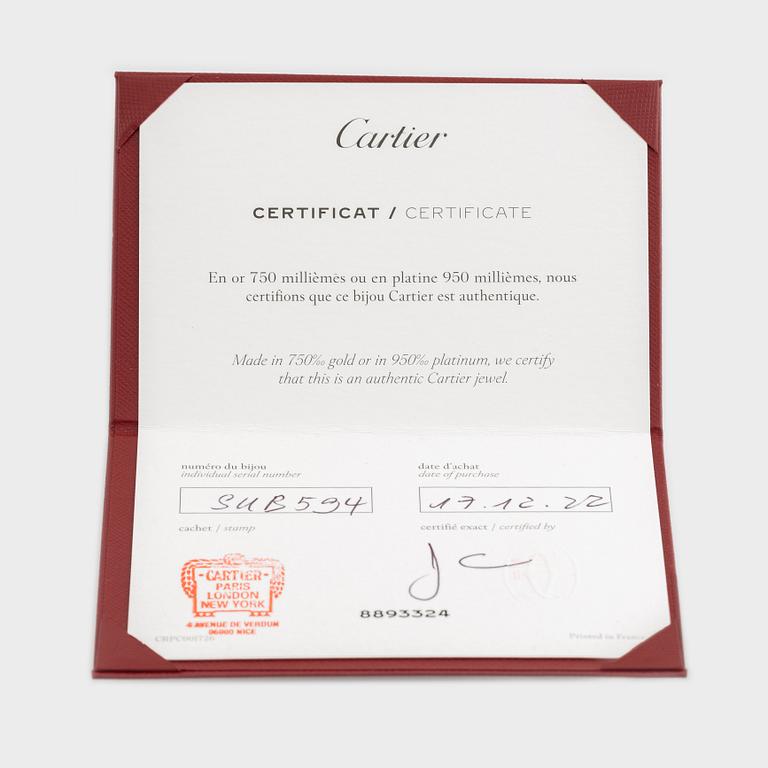 Cartier
CERTIFICAT / CERTIFICATE
En or 750 millièmes ou en platine 950 millièmes, nous
certifions que ce bijou Cartier est authentique.
Made in 750‰ gold or in 950‰ platinum, we certify
that this is an authentic Cartier jewel.
numéro du bijou
individual serial number
SUB594
cachet / stamp
date d'achat
date of purchase
17.12.22
certifié exact / certified by
JC
-CARTIER-
PARIS
LONDON
NEW YORK
4 AVENUE DE VERDUN
06000 NICE
8893324
Printed in France